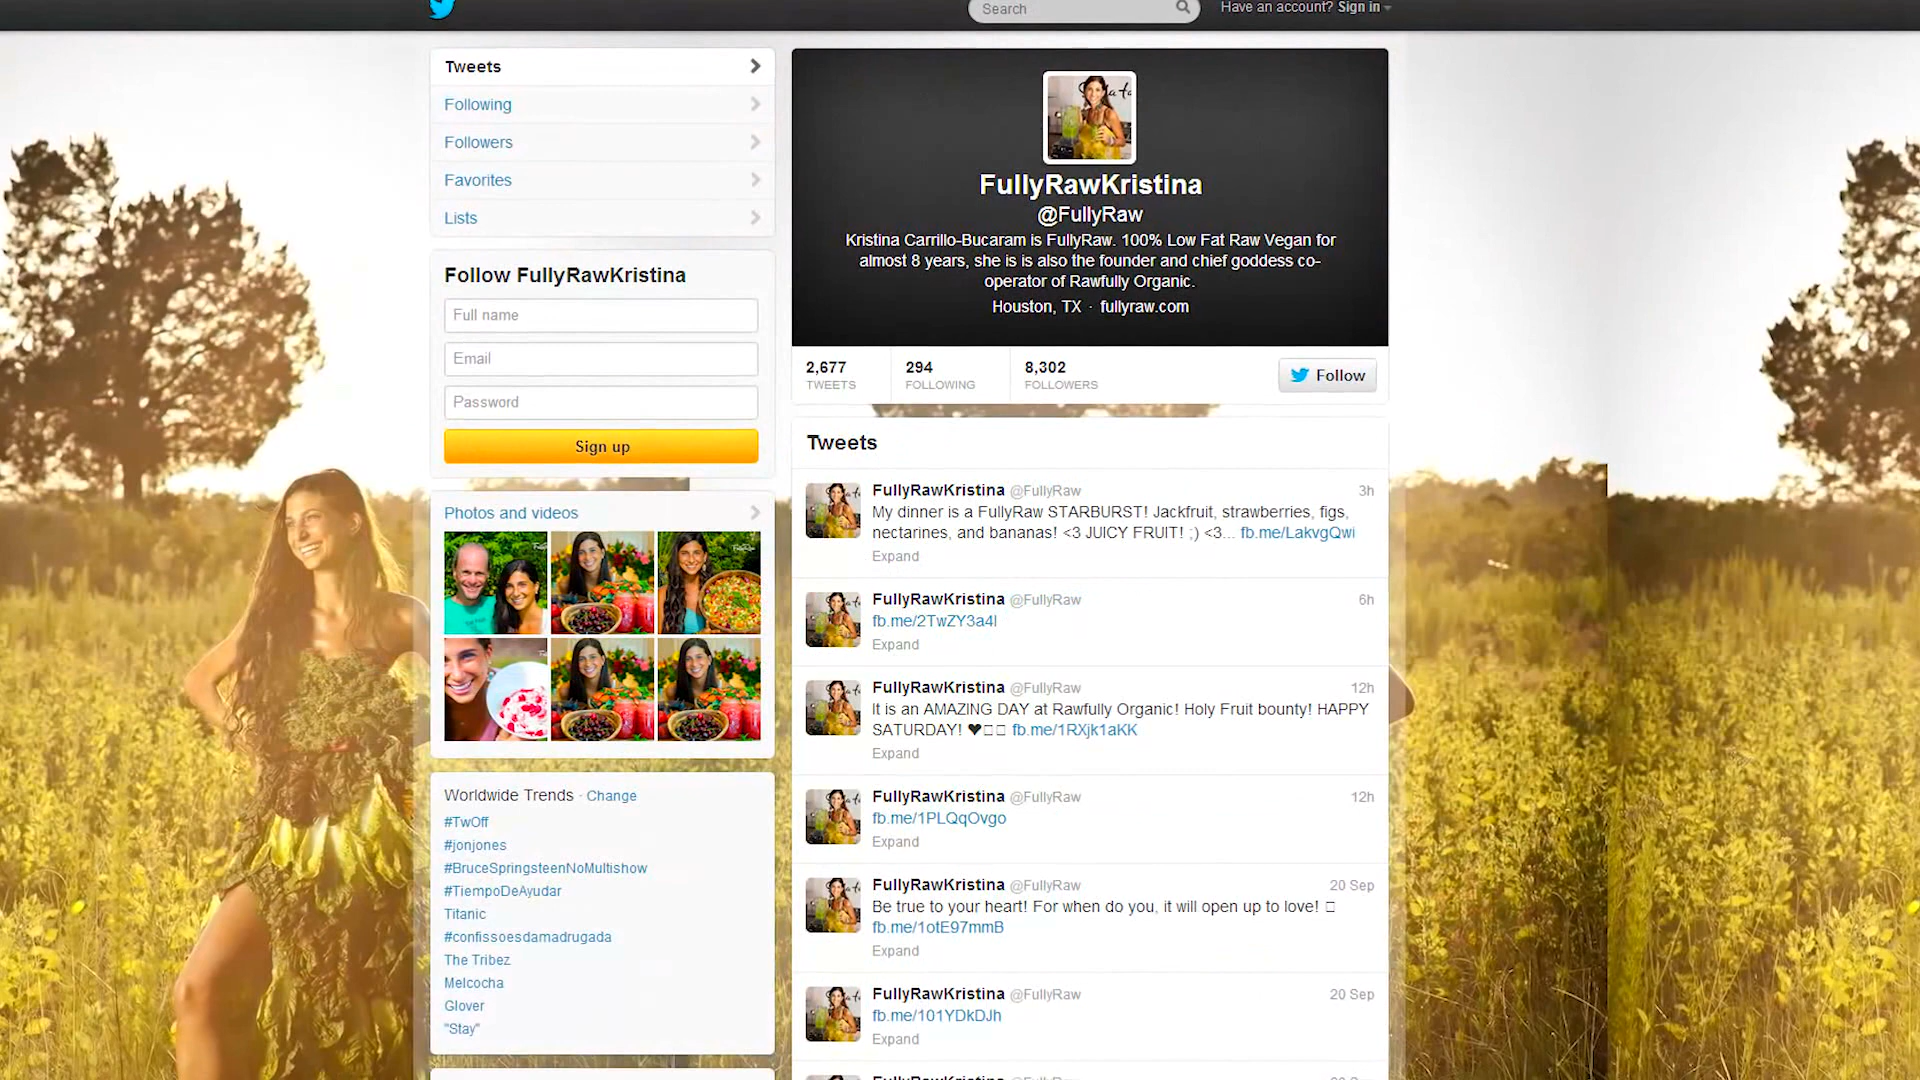 Search
Have an account? Sign in
Tweets
Following
Followers
Favorites
Lists
Follow FullyRawKristina
Full name
Email
Password
Sign up
Photos and videos
Worldwide Trends · Change
#TwOff
#jonjones
#BruceSpringsteenNoMultishow
#TiempoDeAyudar
Titanic
#confissoesdamadrugada
The Tribez
Melcocha
Glover
"Stay"
FullyRawKristina
@FullyRaw
Kristina Carrillo-Bucaram is FullyRaw. 100% Low Fat Raw Vegan for
almost 8 years, she is is also the founder and chief goddess co-
operator of Rawfully Organic.
Houston, TX · fullyraw.com
2,677 294 8,302
TWEETS FOLLOWING FOLLOWERS
Follow
Tweets
FullyRawKristina @FullyRaw 3h
My dinner is a FullyRaw STARBURST! Jackfruit, strawberries, figs,
nectarines, and bananas! <3 JUICY FRUIT! ;) <3... fb.me/LakvgQwi
Expand
FullyRawKristina @FullyRaw 6h
fb.me/2TwZY3a4l
Expand
FullyRawKristina @FullyRaw 12h
It is an AMAZING DAY at Rawfully Organic! Holy Fruit bounty! HAPPY
SATURDAY! ♥ fb.me/1RXjk1aKK
Expand
FullyRawKristina @FullyRaw 12h
fb.me/1PLQqOvgo
Expand
FullyRawKristina @FullyRaw 20 Sep
Be true to your heart! For when do you, it will open up to love!
fb.me/1otE97mmB
Expand
FullyRawKristina @FullyRaw 20 Sep
fb.me/101YDkDJh
Expand
FullyRawKristina @FullyRaw